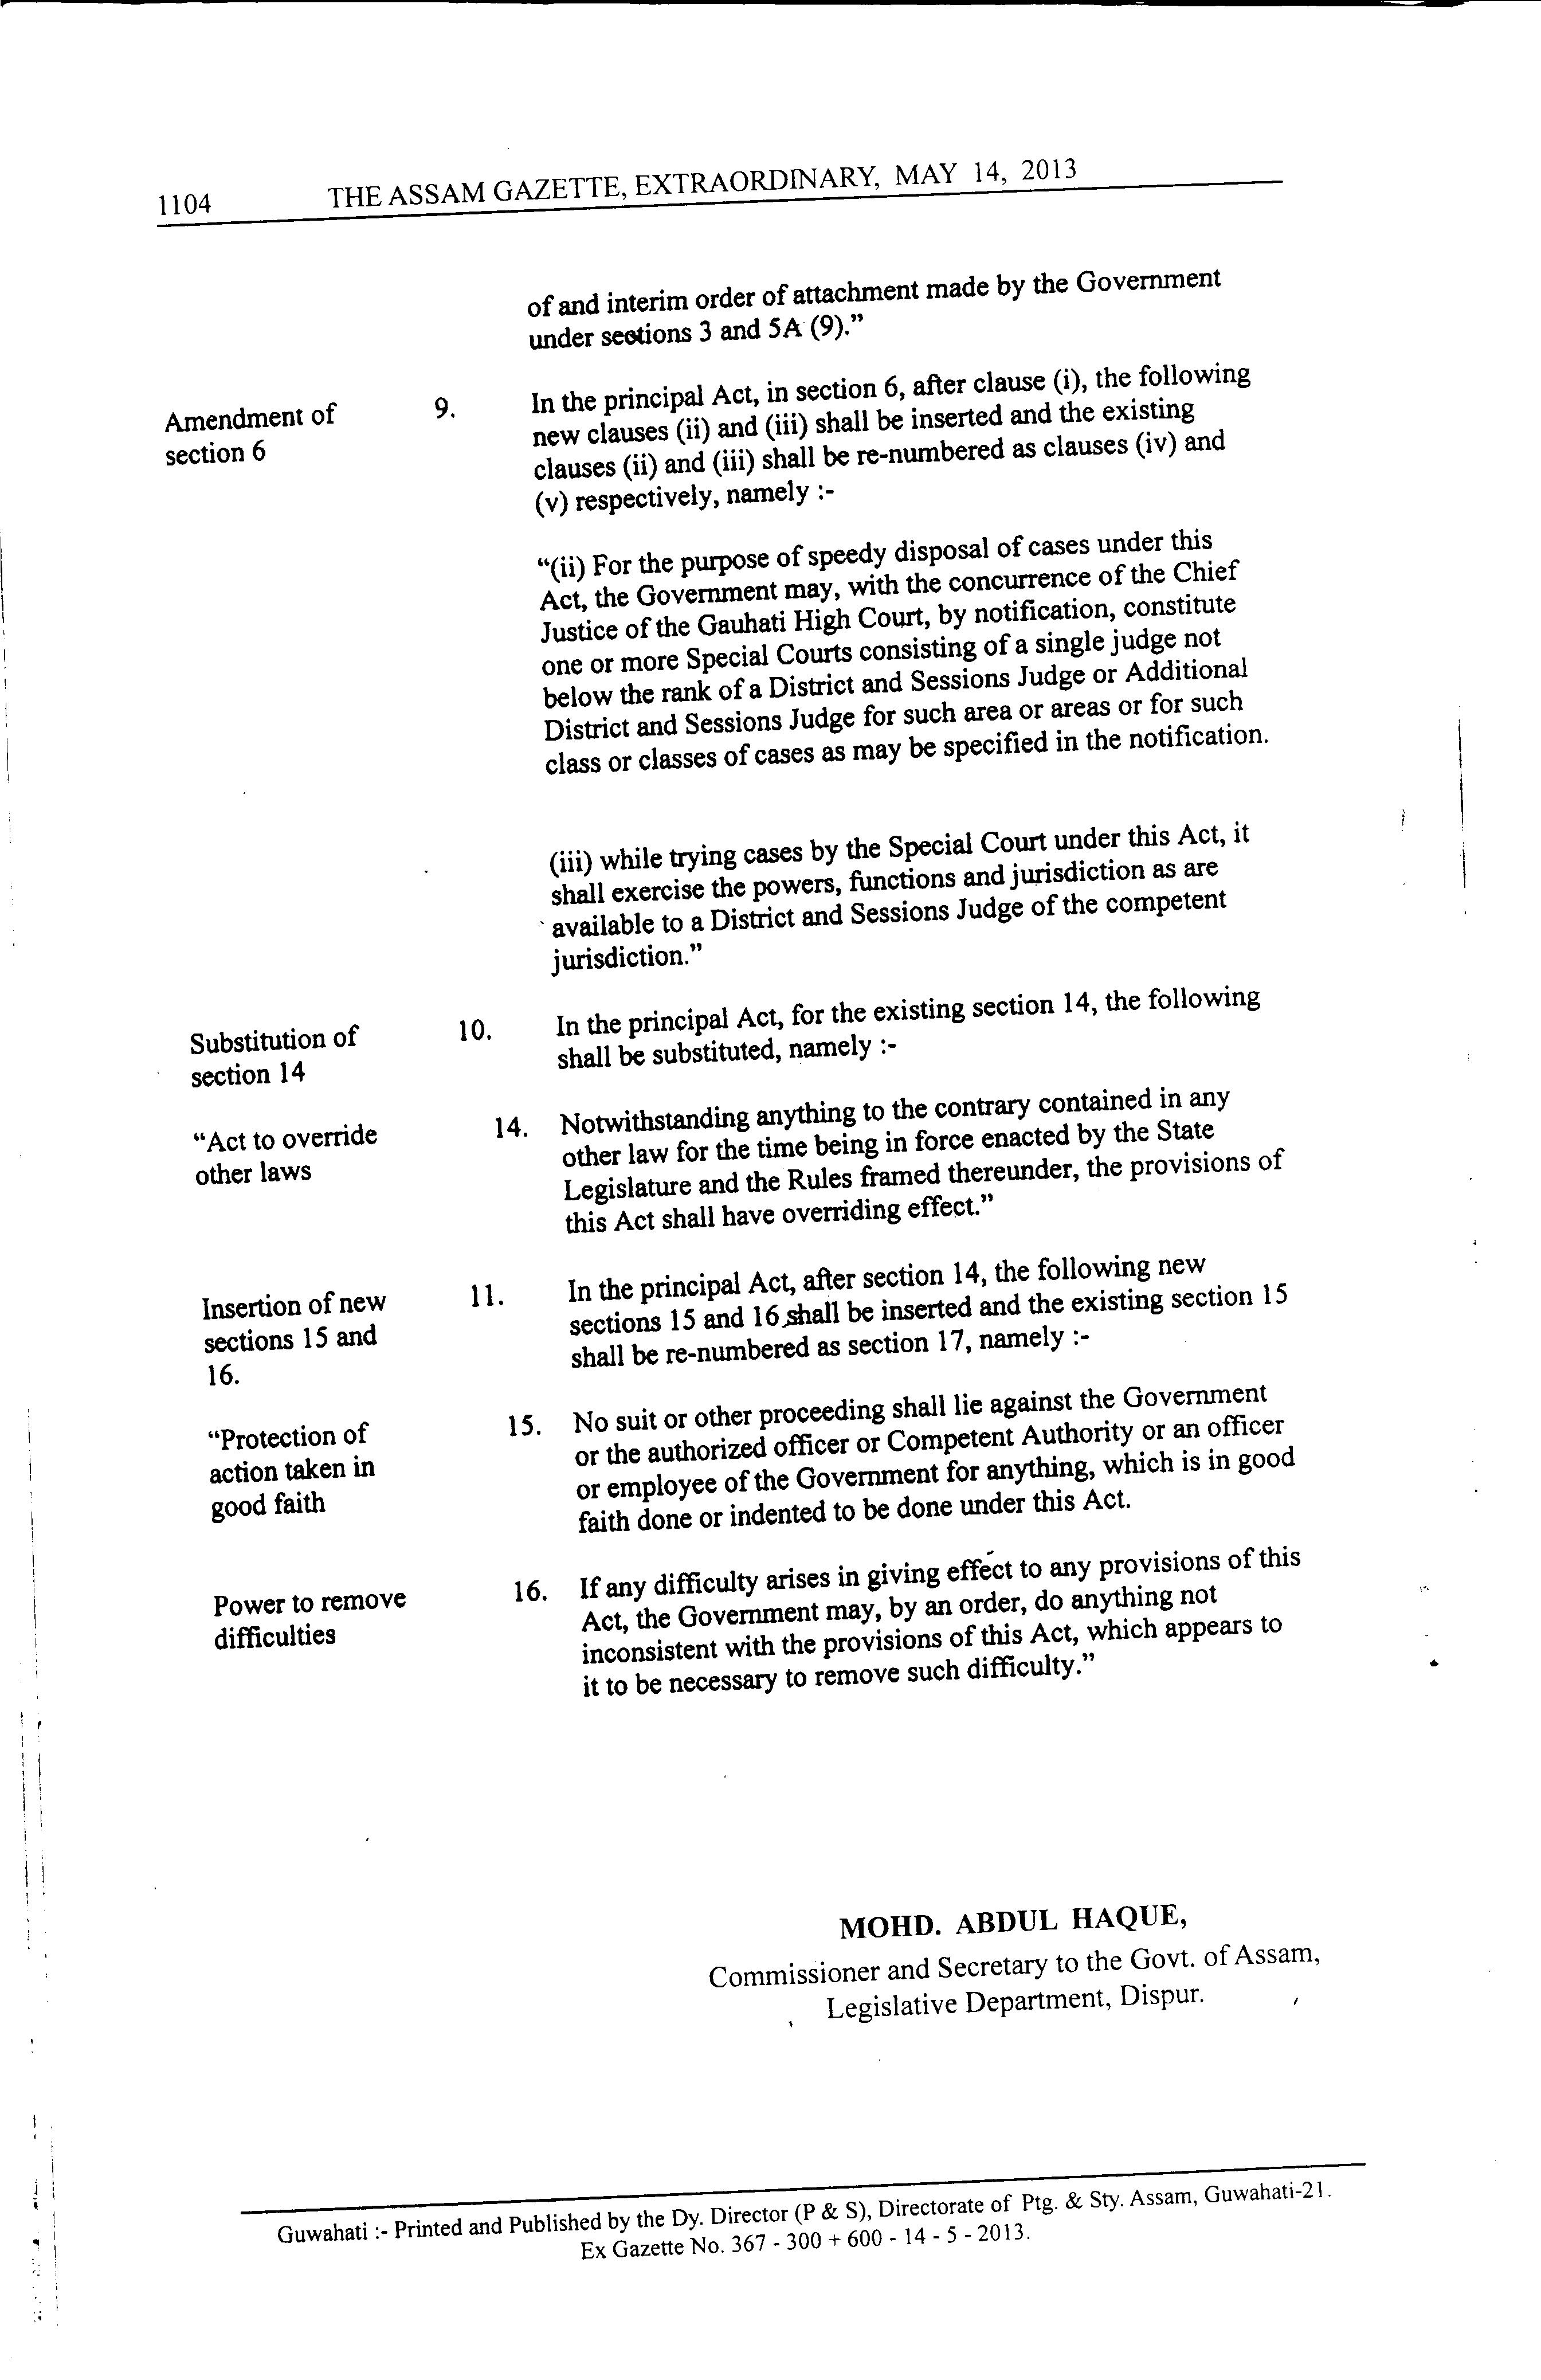 1104 THE ASSAM GAZETTE, EXTRAORDINARY, MAY 14, 2013
of and interim order of attachment made by the Government
under sections 3 and 5A (9).”
Amendment of
section 6
9. In the principal Act, in section 6, after clause (i), the following
new clauses (ii) and (iii) shall be inserted and the existing
clauses (ii) and (iii) shall be re-numbered as clauses (iv) and
(v) respectively, namely :-
“(ii) For the purpose of speedy disposal of cases under this
Act, the Government may, with the concurrence of the Chief
Justice of the Gauhati High Court, by notification, constitute
one or more Special Courts consisting of a single judge not
below the rank of a District and Sessions Judge or Additional
District and Sessions Judge for such area or areas or for such
class or classes of cases as may be specified in the notification.
(iii) while trying cases by the Special Court under this Act, it
shall exercise the powers, functions and jurisdiction as are
available to a District and Sessions Judge of the competent
jurisdiction.”
Substitution of
section 14
10. In the principal Act, for the existing section 14, the following
shall be substituted, namely :-
“Act to override
other laws
14. Notwithstanding anything to the contrary contained in any
other law for the time being in force enacted by the State
Legislature and the Rules framed thereunder, the provisions of
this Act shall have overriding effect.”
Insertion of new
sections 15 and
16.
11. In the principal Act, after section 14, the following new
sections 15 and 16 shall be inserted and the existing section 15
shall be re-numbered as section 17, namely :-
“Protection of
action taken in
good faith
15. No suit or other proceeding shall lie against the Government
or the authorized officer or Competent Authority or an officer
or employee of the Government for anything, which is in good
faith done or indented to be done under this Act.
Power to remove
difficulties
16. If any difficulty arises in giving effect to any provisions of this
Act, the Government may, by an order, do anything not
inconsistent with the provisions of this Act, which appears to
it to be necessary to remove such difficulty.”
MOHD. ABDUL HAQUE,
Commissioner and Secretary to the Govt. of Assam,
Legislative Department, Dispur.
Guwahati :- Printed and Published by the Dy. Director (P & S), Directorate of Ptg. & Sty. Assam, Guwahati-21.
Ex Gazette No. 367 - 300 + 600 - 14 - 5 - 2013.